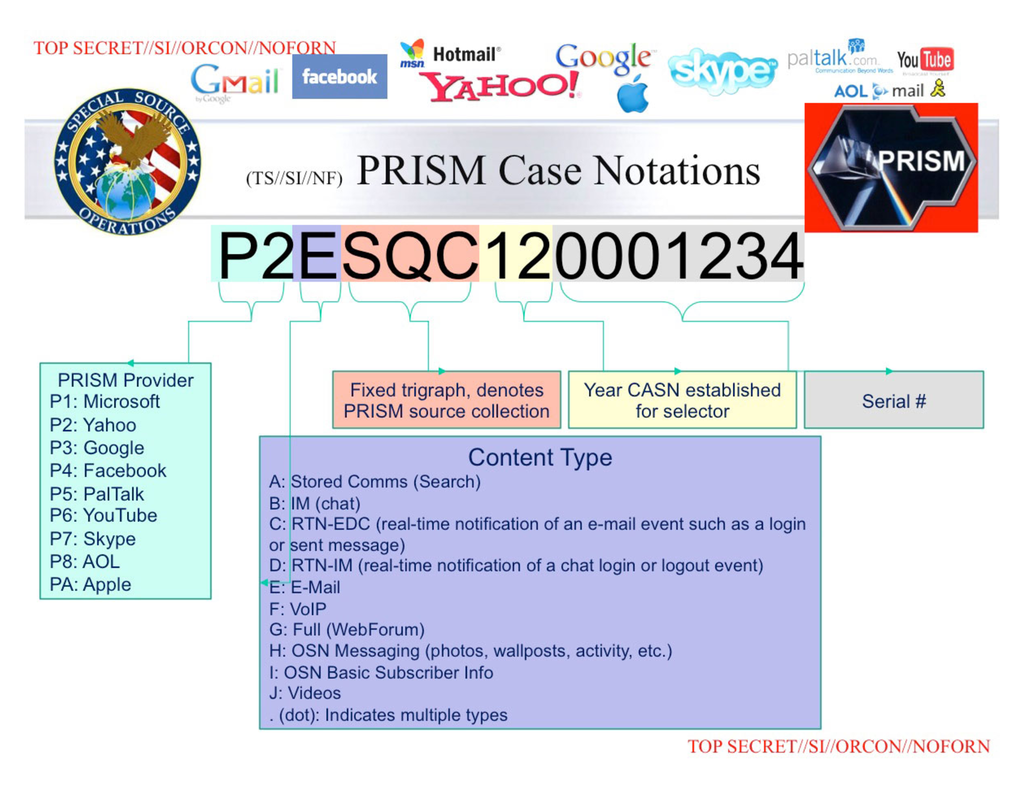 TOP SECRET//SI//ORCON//NOFORN
Gmail
by Google
facebook
msn
Hotmail
YAHOO!
Google
skype
paltalk.com
Communication Beyond Words
YouTube
AOL mail
SPECIAL SOURCE OPERATIONS
(TS//SI//NF) PRISM Case Notations
PRISM
P2ESQC120001234
PRISM Provider
P1: Microsoft
P2: Yahoo
P3: Google
P4: Facebook
P5: PalTalk
P6: YouTube
P7: Skype
P8: AOL
PA: Apple
Fixed trigraph, denotes
PRISM source collection
Year CASN established
for selector
Serial #
Content Type
A: Stored Comms (Search)
B: IM (chat)
C: RTN-EDC (real-time notification of an e-mail event such as a login
or sent message)
D: RTN-IM (real-time notification of a chat login or logout event)
E: E-Mail
F: VoIP
G: Full (WebForum)
H: OSN Messaging (photos, wallposts, activity, etc.)
I: OSN Basic Subscriber Info
J: Videos
. (dot): Indicates multiple types
TOP SECRET//SI//ORCON//NOFORN